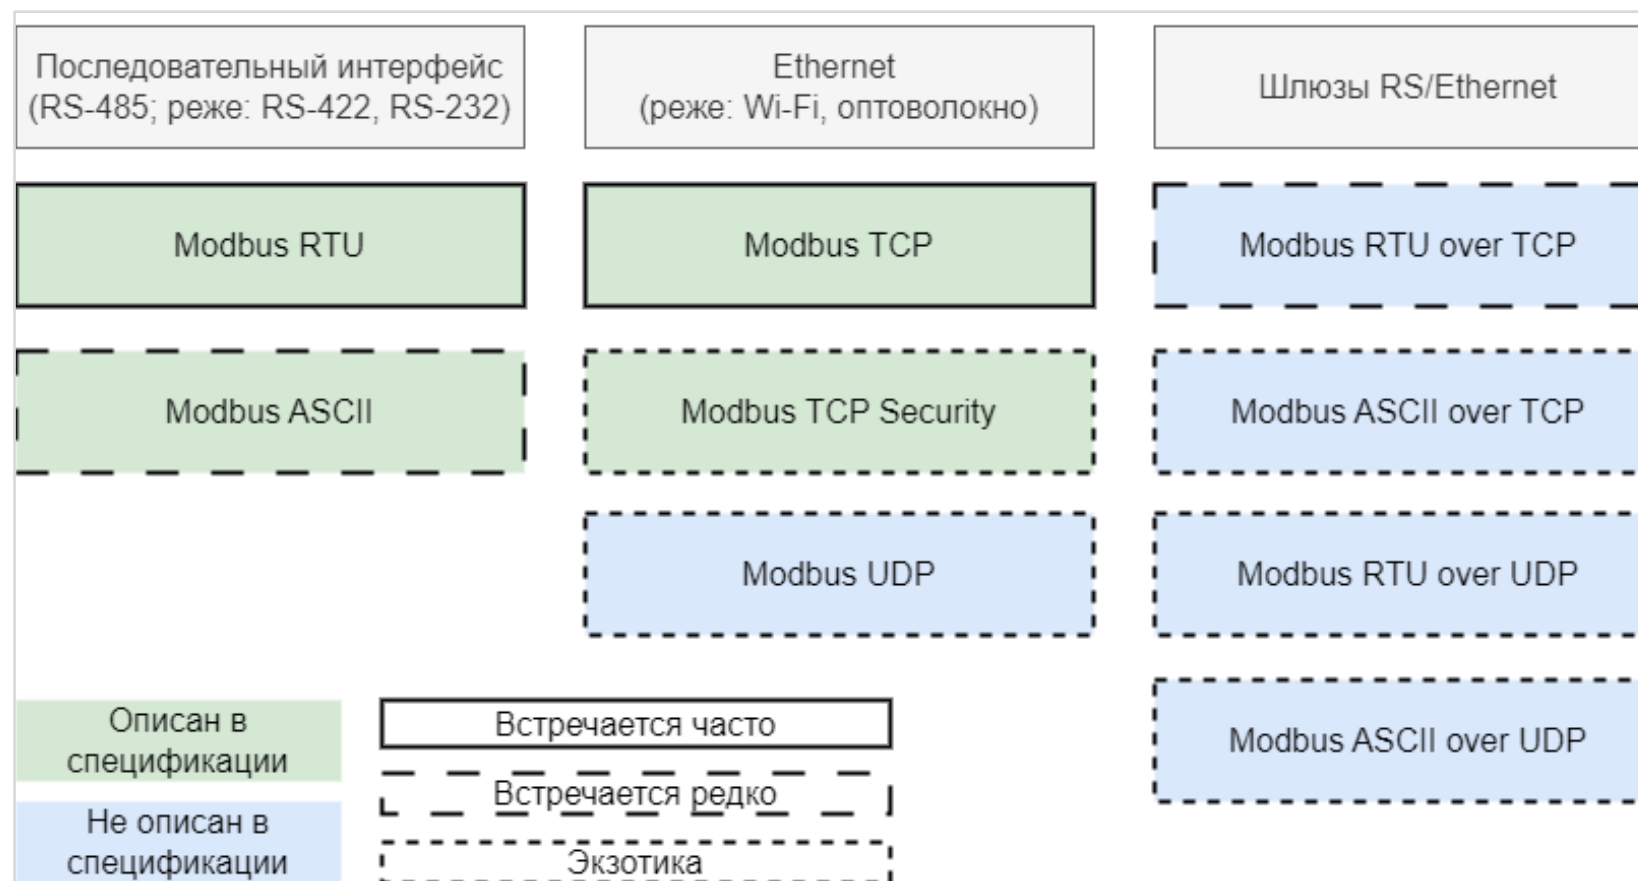 Последовательный интерфейс
(RS-485; реже: RS-422, RS-232)
Ethernet
(реже: Wi-Fi, оптоволокно)
Шлюзы RS/Ethernet
Modbus RTU
Modbus TCP
Modbus RTU over TCP
Modbus ASCII
Modbus TCP Security
Modbus ASCII over TCP
Modbus UDP
Modbus RTU over UDP
Modbus ASCII over UDP
Описан в
спецификации
Не описан в
спецификации
Встречается часто
Встречается редко
Экзотика